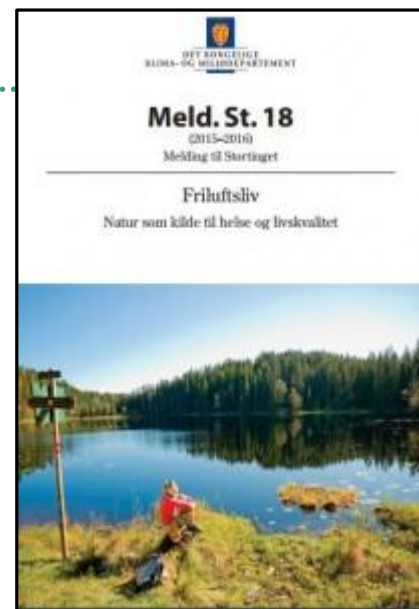 DET KONGELIGE
KLIMA- OG MILJØDEPARTEMENT
Meld. St. 18
(2015–2016)
Melding til Stortinget
Friluftsliv
Natur som kilde til helse og livskvalitet